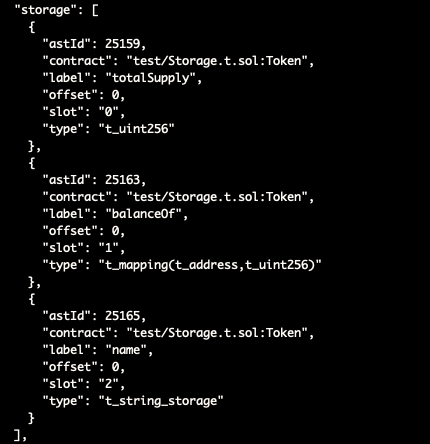 "storage": [
{
"astId": 25159,
"contract": "test/Storage.t.sol:Token",
"label": "totalSupply",
"offset": 0,
"slot": "0",
"type": "t_uint256"
},
{
"astId": 25163,
"contract": "test/Storage.t.sol:Token",
"label": "balanceOf",
"offset": 0,
"slot": "1",
"type": "t_mapping(t_address,t_uint256)"
},
{
"astId": 25165,
"contract": "test/Storage.t.sol:Token",
"label": "name",
"offset": 0,
"slot": "2",
"type": "t_string_storage"
}
],